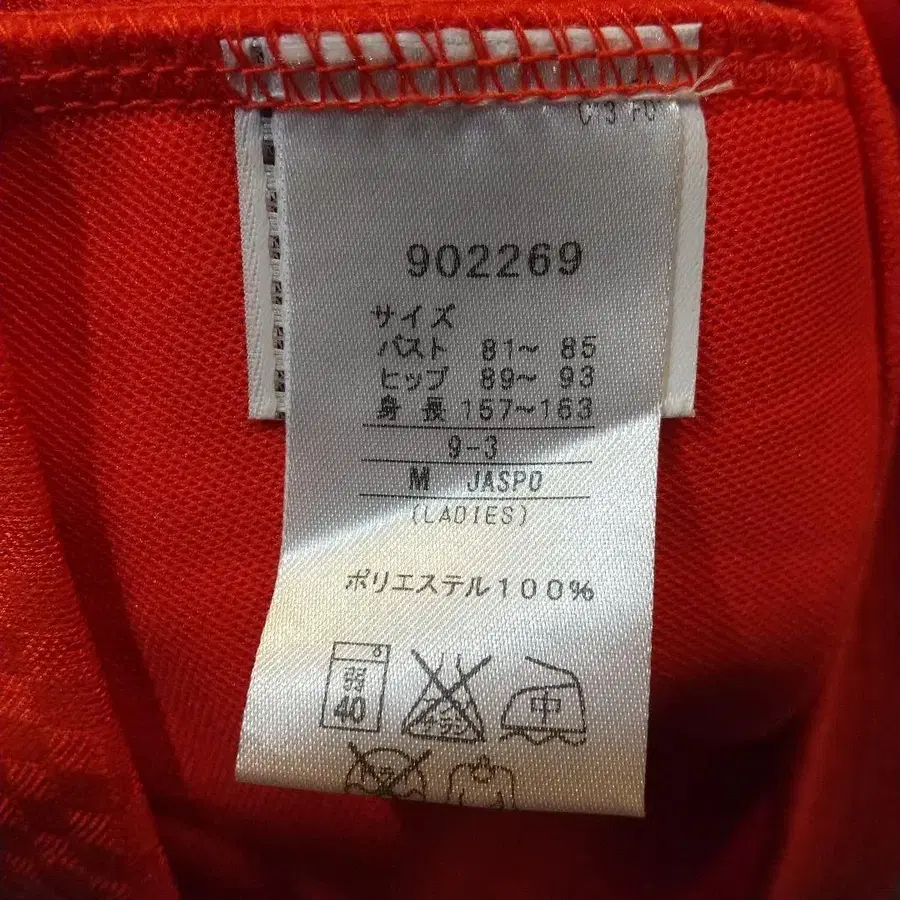 902269
サイズ
バスト 81〜 85
ヒップ 89〜 93
身 長 157〜163
9-3
M JASPO
(LADIES)
ポリエステル100%
40
中